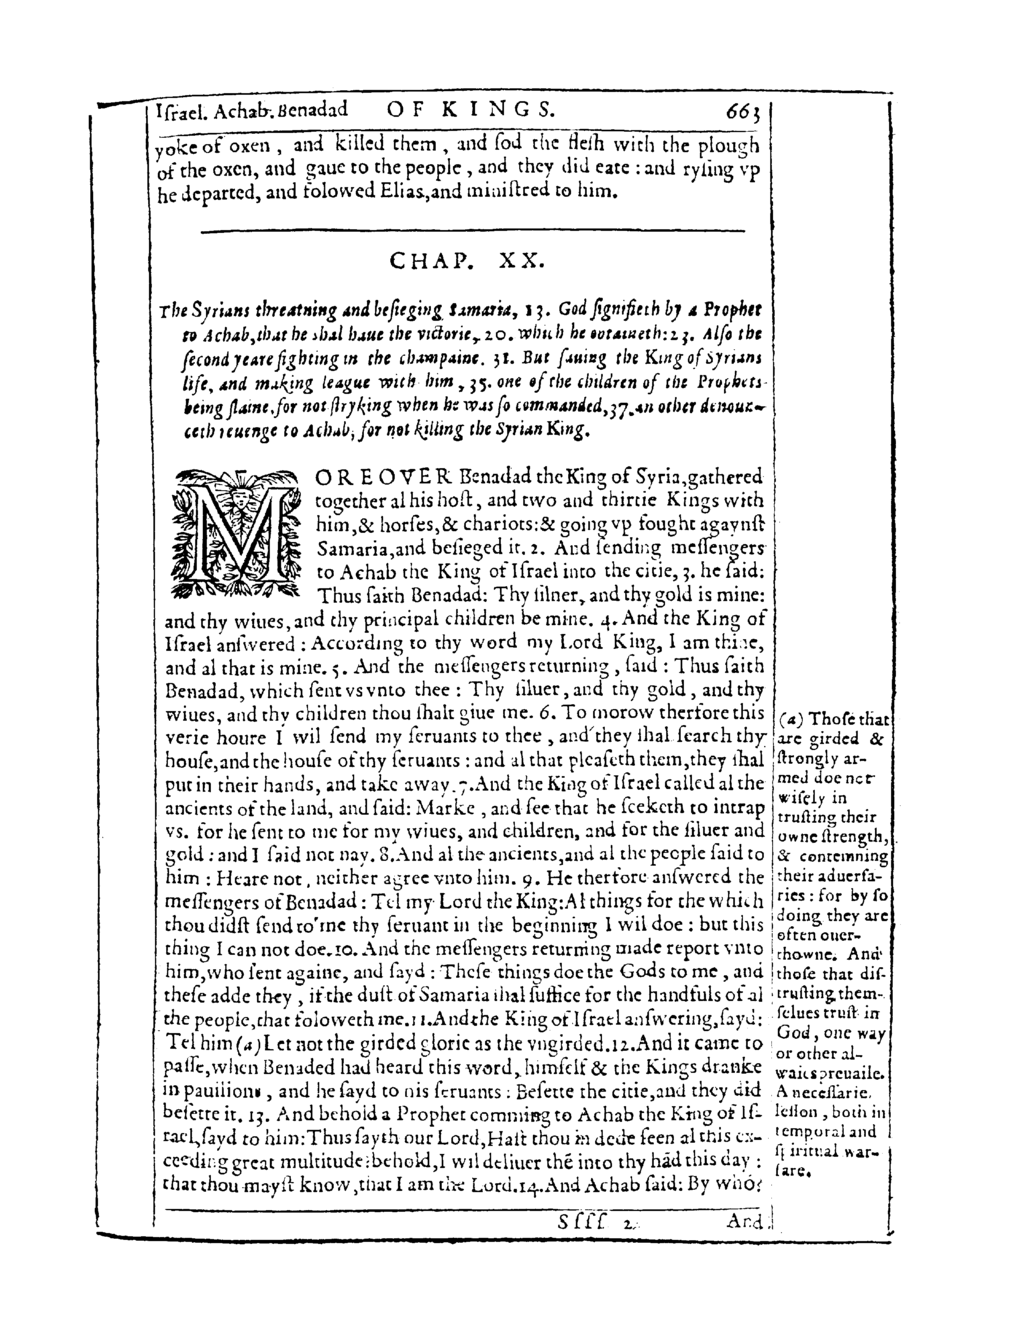 Iſrael. Achab. Benadad OF KINGS. 663
yoke of oxen , and killed them , and ſod the fleſh with the plough
of the oxen, and gaue to the people , and they did eate : and ryſing vp
he departed, and folowed Elias,and miniſtred to him.
CHAP. XX.
The Syrians threatning and beſieging Samaria, 13. God ſignifieth by a Prophet
to Achab,that he ſhal haue the victorie, 20. which he obtaineth: 23. Alſo the
ſecond yeare fighting in the champaine. 31. But ſauing the King of Syrians
life, and making league with him , 35. one of the children of the Prophets
being ſlaine,for not ſtryking when he was ſo commanded,37.an other denoun-
ceth reuenge to Achab, for not killing the Syrian King.
MOREOVER Benadad the King of Syria,gathered
together al his hoſt , and two and thirtie Kings with
him,& horſes,& chariots:& going vp fought agaynſt
Samaria,and beſieged it. 2. And ſending meſſengers
to Achab the King of Iſrael into the citie, 3. he ſaid:
Thus ſaith Benadad: Thy ſiluer, and thy gold is mine:
and thy wiues, and thy principal children be mine. 4. And the King of
Iſrael anſwered : According to thy word my Lord King, I am thine,
and al that is mine. 5. And the meſſengers returning , ſaid : Thus ſaith
Benadad, which ſent vs vnto thee : Thy ſiluer , and thy gold , and thy
wiues, and thy children thou ſhalt giue me. 6. To morow therfore this
verie houre I wil ſend my ſeruants to thee , and they ſhal ſearch thy
houſe,and the houſe of thy ſeruants : and al that pleaſeth them,they ſhal
put in their hands, and take away. 7.And the King of Iſrael called al the
ancients of the land, and ſaid: Marke , and ſee that he ſeeketh to intrap
vs. for he ſent to me for my wiues, and children, and for the ſiluer and
gold : and I ſaid not nay. 8.And al the ancients,and al the people ſaid to
him : Heare not , neither agree vnto him. 9. He therfore anſwered the
meſſengers of Benadad : Tel my Lord the King:Al things for the which
thou didſt ſend to me thy ſeruant in the beginning I wil doe : but this
thing I can not doe.10. And the meſſengers returning made report vnto
him,who ſent againe, and ſayd : Theſe things doe the Gods to me , and
theſe adde they , if the duſt of Samaria ſhal ſuffice for the handfuls of al
the people,that foloweth me.11.And the King of Iſrael anſwering,ſayd:
Tel him (a)Let not the girded glorie as the vngirded.12.And it came to
paſſe,when Benaded had heard this word, himſelf & the Kings dranke
in pauilions , and he ſayd to his ſeruants : Beſette the citie,and they did
beſette it. 13. And behold a Prophet comming to Achab the King of Iſ-
rael,ſayd to him:Thus ſayth our Lord,Haſt thou in dede ſeen al this ex-
ceeding great multitude:behold,I wil deliuer thē into thy hād this day :
that thou mayſt know,that I am the Lord.14.And Achab ſaid: By whō?
(a) Thoſe that
are girded &
ſtrongly ar-
med doe not
wiſely in
truſting their
owne ſtrength,
& contemning
their aduerſa-
ries : for by ſo
doing they are
often ouer-
thowne. And
thoſe that diſ-
truſting them-
ſelues truſt in
God, one way
or other al-
waies preuaile.
A neceſſarie
leſſon , both in
temporal and
ſpiritual war-
fare.
Sſſſ 2. And